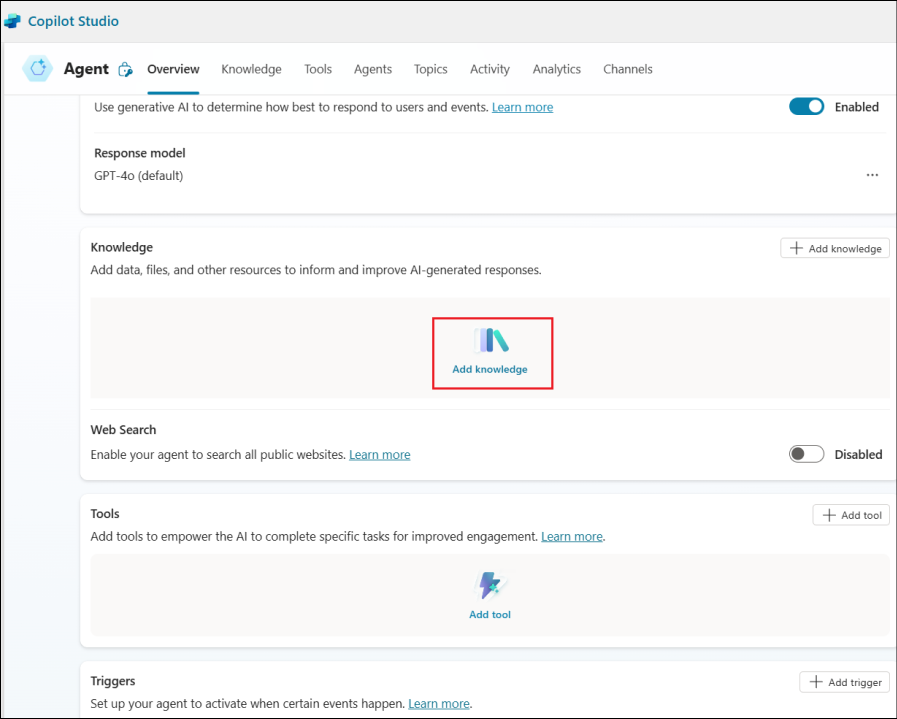 Copilot Studio
Agent Overview Knowledge Tools Agents Topics Activity Analytics Channels
Use generative AI to determine how best to respond to users and events. Learn more Enabled
Response model
GPT-4o (default)
Knowledge + Add knowledge
Add data, files, and other resources to inform and improve AI-generated responses.
Add knowledge
Web Search
Enable your agent to search all public websites. Learn more Disabled
Tools + Add tool
Add tools to empower the AI to complete specific tasks for improved engagement. Learn more.
Add tool
Triggers + Add trigger
Set up your agent to activate when certain events happen. Learn more.